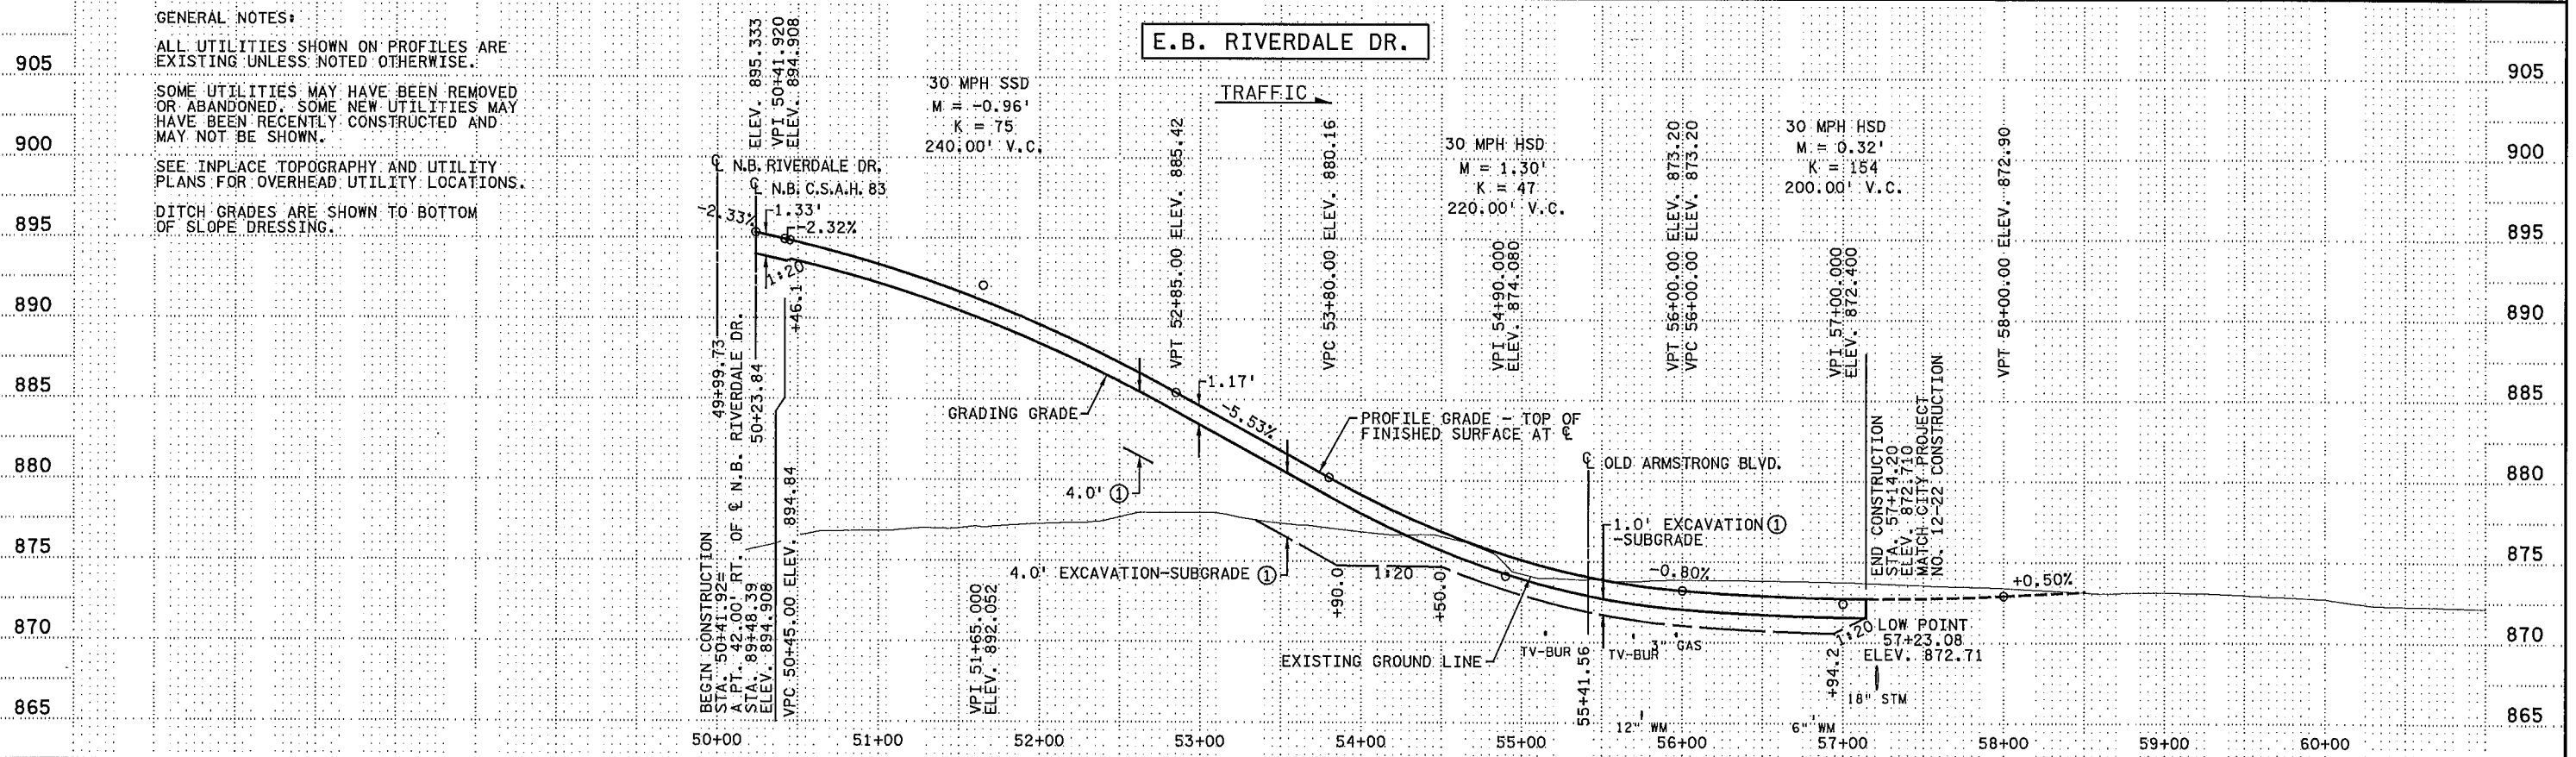 GENERAL NOTES:
ALL UTILITIES SHOWN ON PROFILES ARE
EXISTING UNLESS NOTED OTHERWISE.
SOME UTILITIES MAY HAVE BEEN REMOVED
OR ABANDONED. SOME NEW UTILITIES MAY
HAVE BEEN RECENTLY CONSTRUCTED AND
MAY NOT BE SHOWN.
SEE INPLACE TOPOGRAPHY AND UTILITY
PLANS FOR OVERHEAD UTILITY LOCATIONS.
DITCH GRADES ARE SHOWN TO BOTTOM
OF SLOPE DRESSING.
E.B. RIVERDALE DR.
TRAFFIC
905
900
895
890
885
880
875
870
865
905
900
895
890
885
880
875
870
865
ELEV. 895.333
VPI 50+41.920
ELEV. 894.908
℄ N.B. RIVERDALE DR.
℄ N.B. C.S.A.H. 83
-2.33%
1.33'
-2.32%
1:20
+46.1
49+99.73
50+23.84
BEGIN CONSTRUCTION
STA. 50+41.92=
A PT. 42.00' RT. OF ℄ N.B. RIVERDALE DR.
STA. 89+48.39
ELEV. 894.908
VPC 50+45.00 ELEV. 894.84
30 MPH SSD
M = -0.96'
K = 75
240.00' V.C.
VPI 51+65.000
ELEV. 892.052
GRADING GRADE
4.0' ①
VPT 52+85.00 ELEV. 885.42
1.17'
-5.53%
VPC 53+80.00 ELEV. 880.16
PROFILE GRADE - TOP OF
FINISHED SURFACE AT ℄
4.0' EXCAVATION-SUBGRADE ①
+90.0
1:20
+50.0
30 MPH HSD
M = 1.30'
K = 47
220.00' V.C.
VPI 54+90.000
ELEV. 874.080
EXISTING GROUND LINE
℄ OLD ARMSTRONG BLVD.
55+41.56
1.0' EXCAVATION ①
-SUBGRADE
TV-BUR
TV-BUR
3" GAS
12" WM
6" WM
VPT 56+00.00 ELEV. 873.20
VPC 56+00.00 ELEV. 873.20
-0.80%
30 MPH HSD
M = 0.32'
K = 154
200.00' V.C.
VPI 57+00.000
ELEV. 872.400
END CONSTRUCTION
STA. 57+14.20
ELEV. 872.710
MATCH CITY PROJECT
NO. 12-22 CONSTRUCTION
VPT 58+00.00 ELEV. 872.90
+0.50%
+94.2
1:20
LOW POINT
57+23.08
ELEV. 872.71
18" STM
50+00
51+00
52+00
53+00
54+00
55+00
56+00
57+00
58+00
59+00
60+00